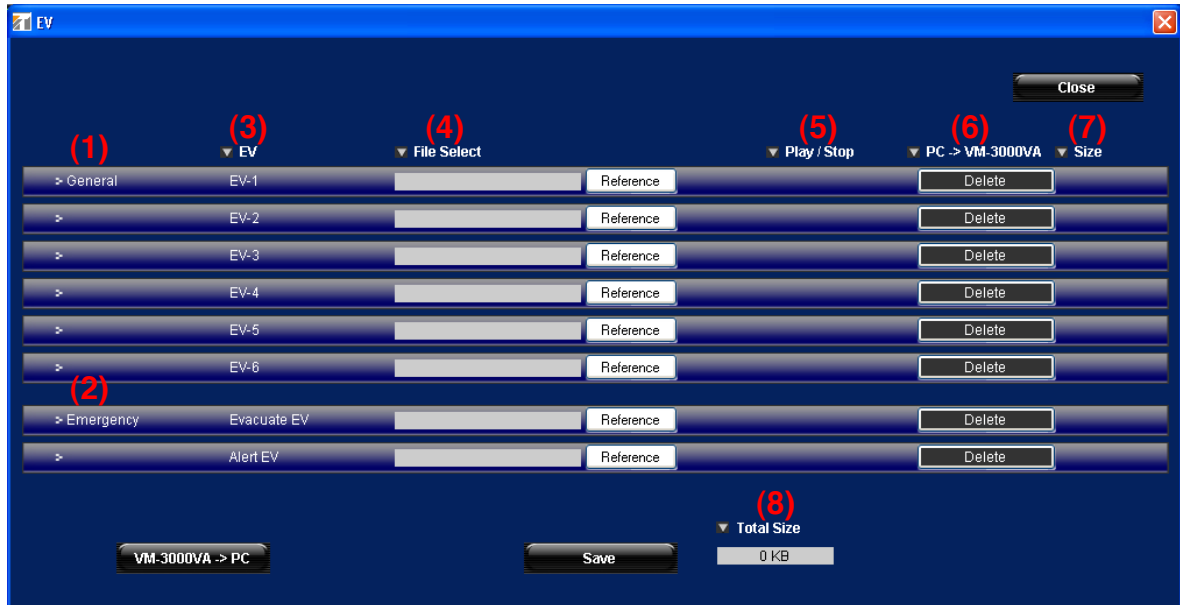 EV
Close
(1) (3) (4) (5) (6) (7)
EV File Select Play / Stop PC -> VM-3000VA Size
> General EV-1 Reference Delete
> EV-2 Reference Delete
> EV-3 Reference Delete
> EV-4 Reference Delete
> EV-5 Reference Delete
> EV-6 Reference Delete
(2)
> Emergency Evacuate EV Reference Delete
> Alert EV Reference Delete
(8)
Total Size
VM-3000VA -> PC Save 0 KB